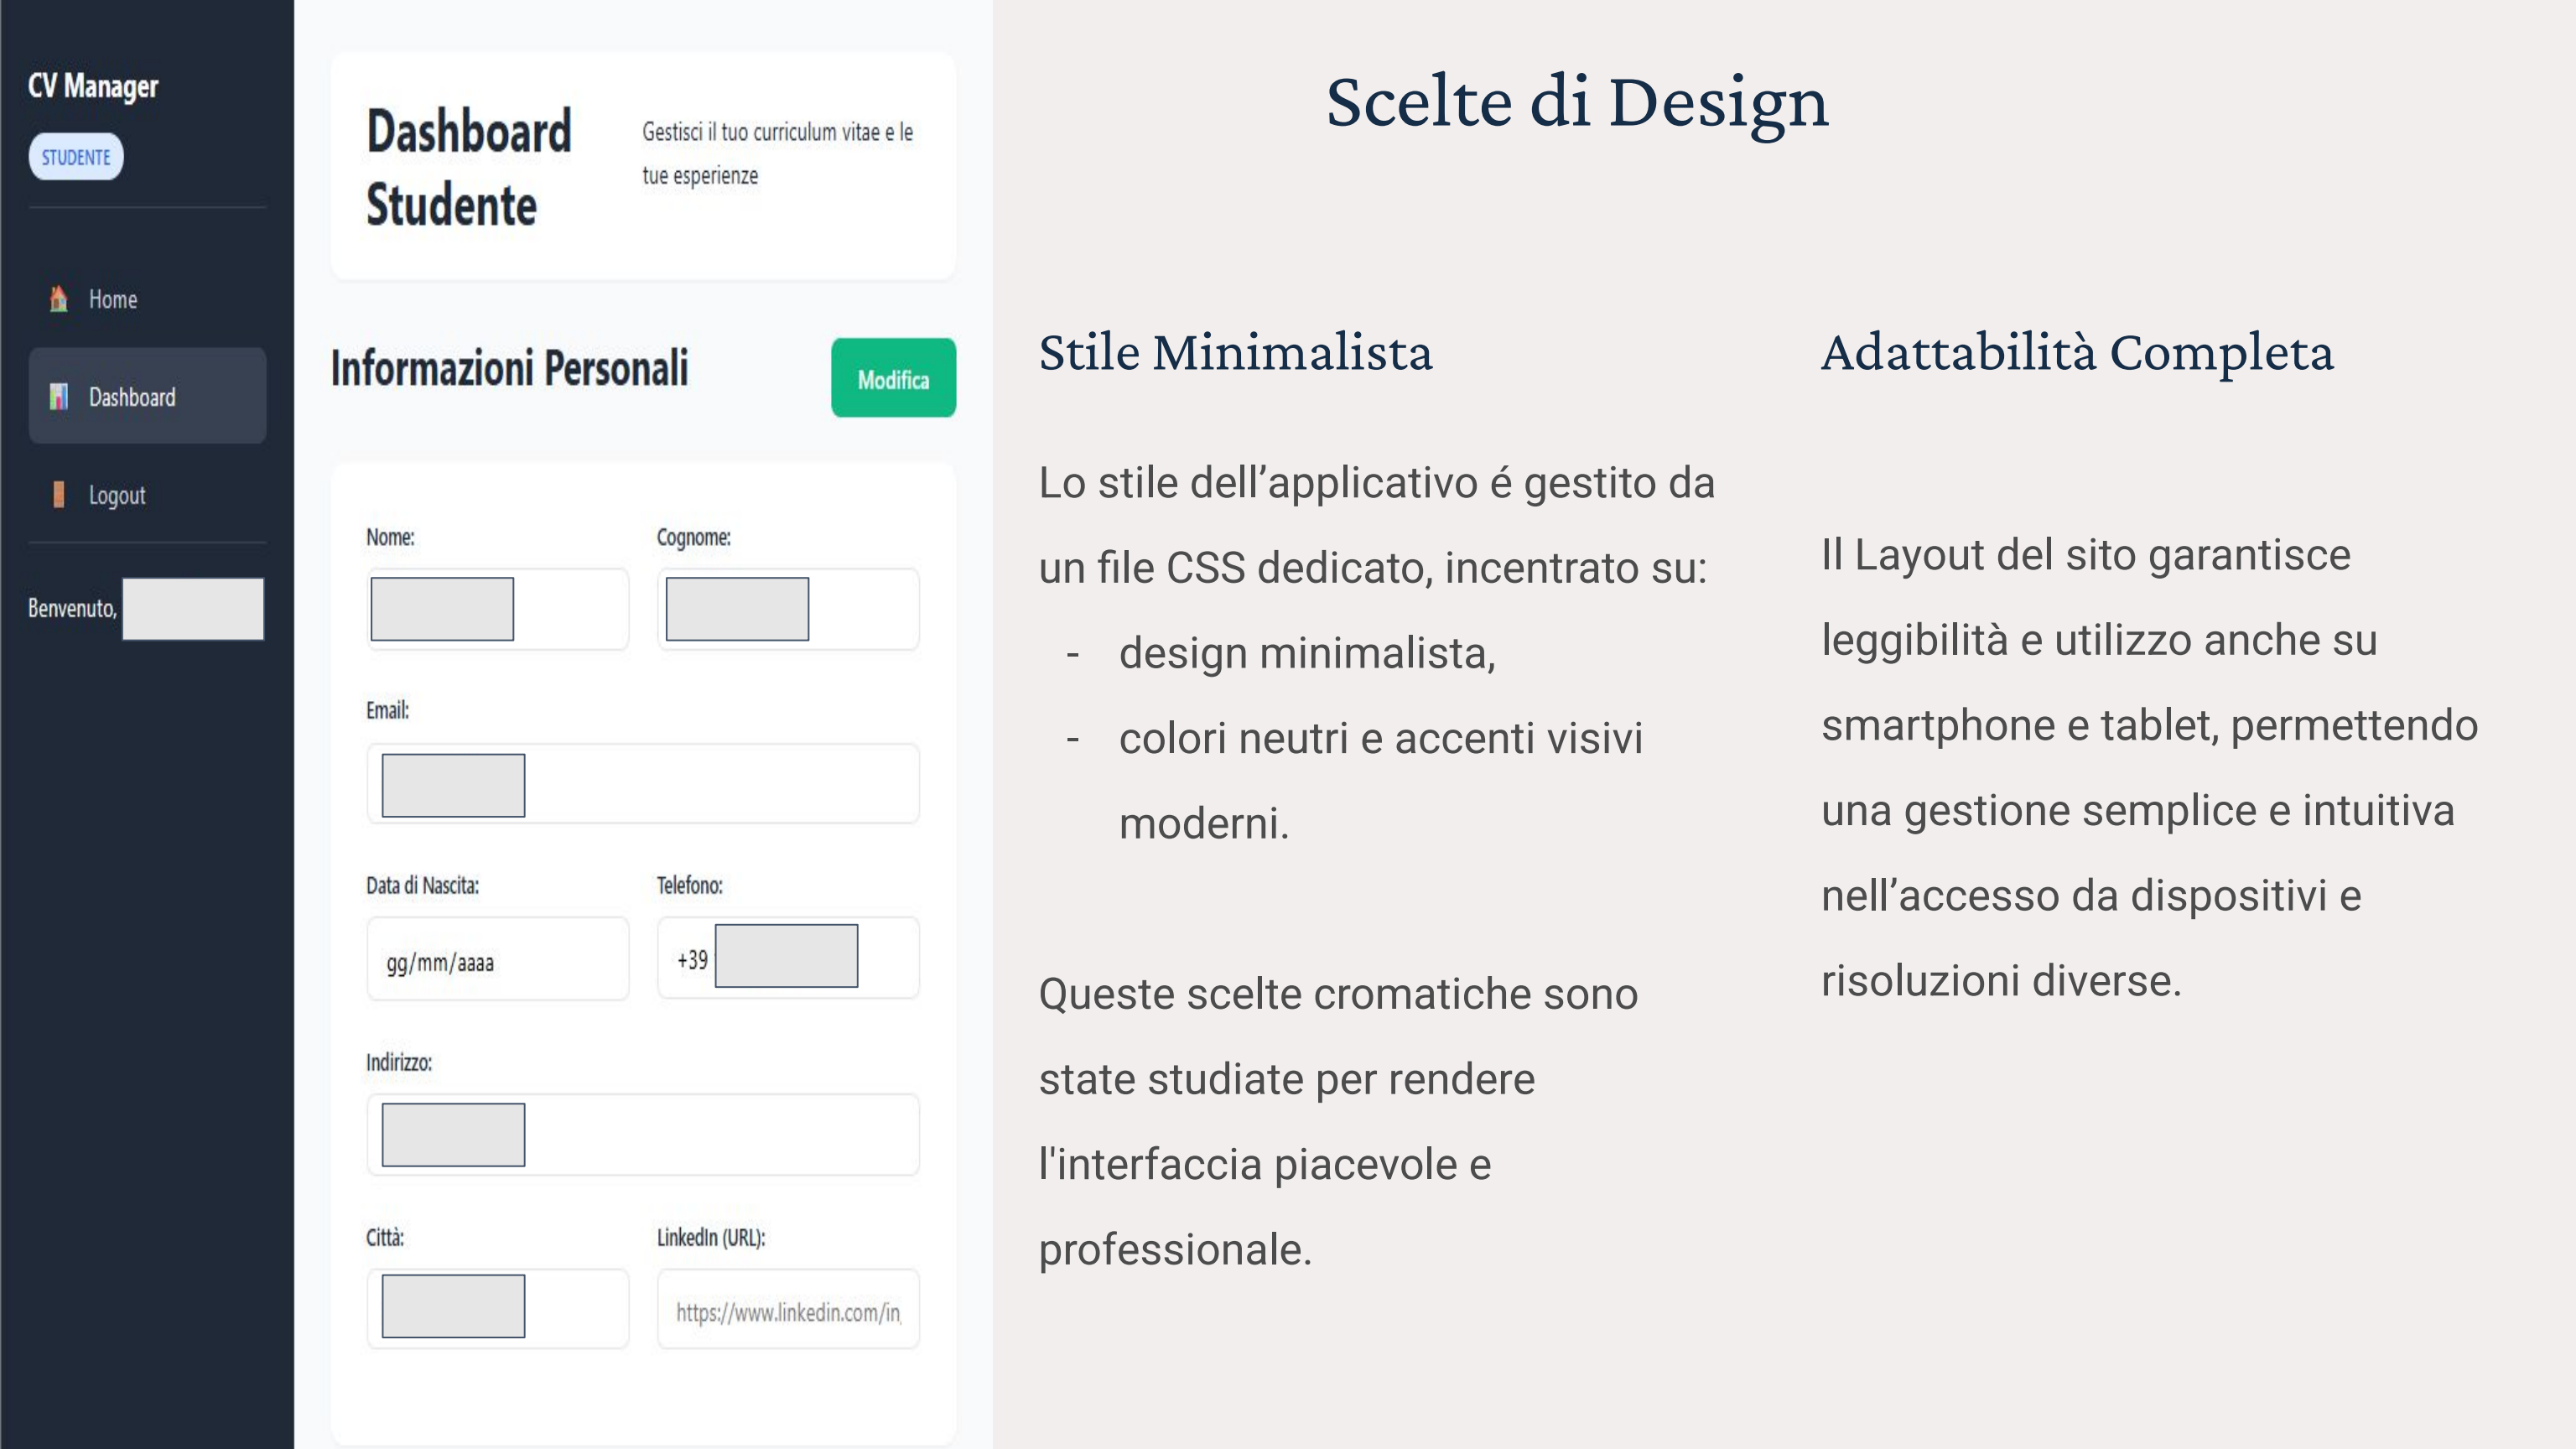 CV Manager
STUDENTE
Home
Dashboard
Logout
Benvenuto,
Dashboard
Studente
Gestisci il tuo curriculum vitae e le
tue esperienze
Informazioni Personali
Modifica
Nome:
Cognome:
Email:
Data di Nascita:
Telefono:
gg/mm/aaaa
+39
Indirizzo:
Città:
LinkedIn (URL):
https://www.linkedin.com/in
Scelte di Design
Stile Minimalista
Lo stile dell’applicativo é gestito da
un file CSS dedicato, incentrato su:
- design minimalista,
- colori neutri e accenti visivi
moderni.
Queste scelte cromatiche sono
state studiate per rendere
l'interfaccia piacevole e
professionale.
Adattabilità Completa
Il Layout del sito garantisce
leggibilità e utilizzo anche su
smartphone e tablet, permettendo
una gestione semplice e intuitiva
nell’accesso da dispositivi e
risoluzioni diverse.